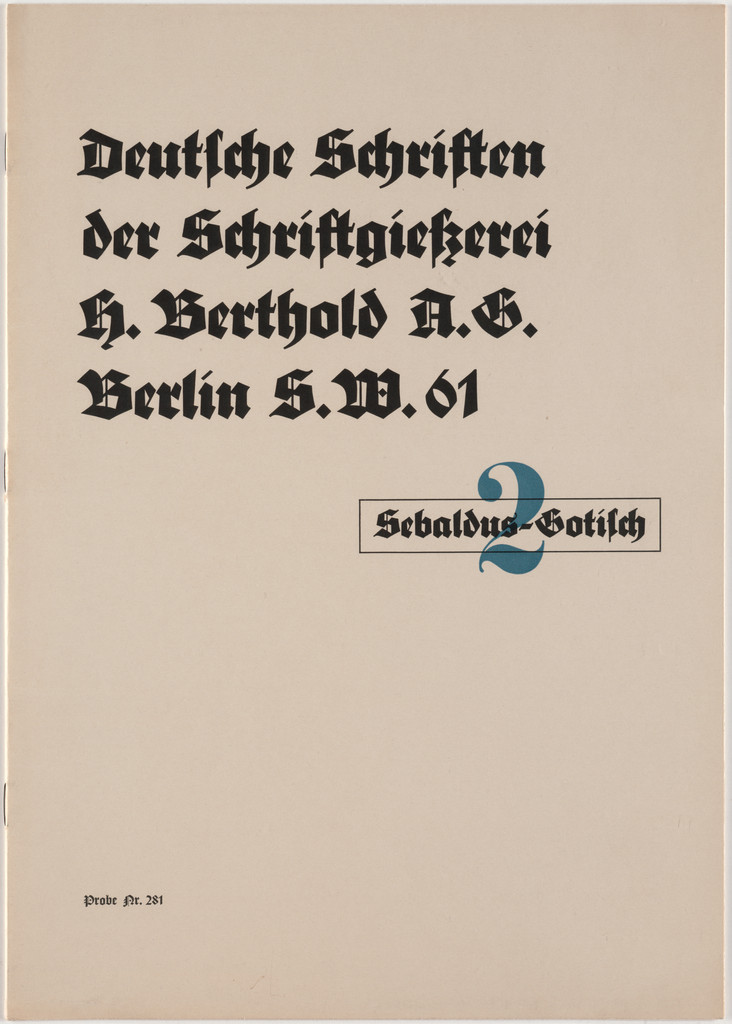 Deutſche Schriften
der Schriftgießerei
H. Berthold A.G.
Berlin S.W. 61
2
Sebaldus-Gotiſch
Probe Nr. 281